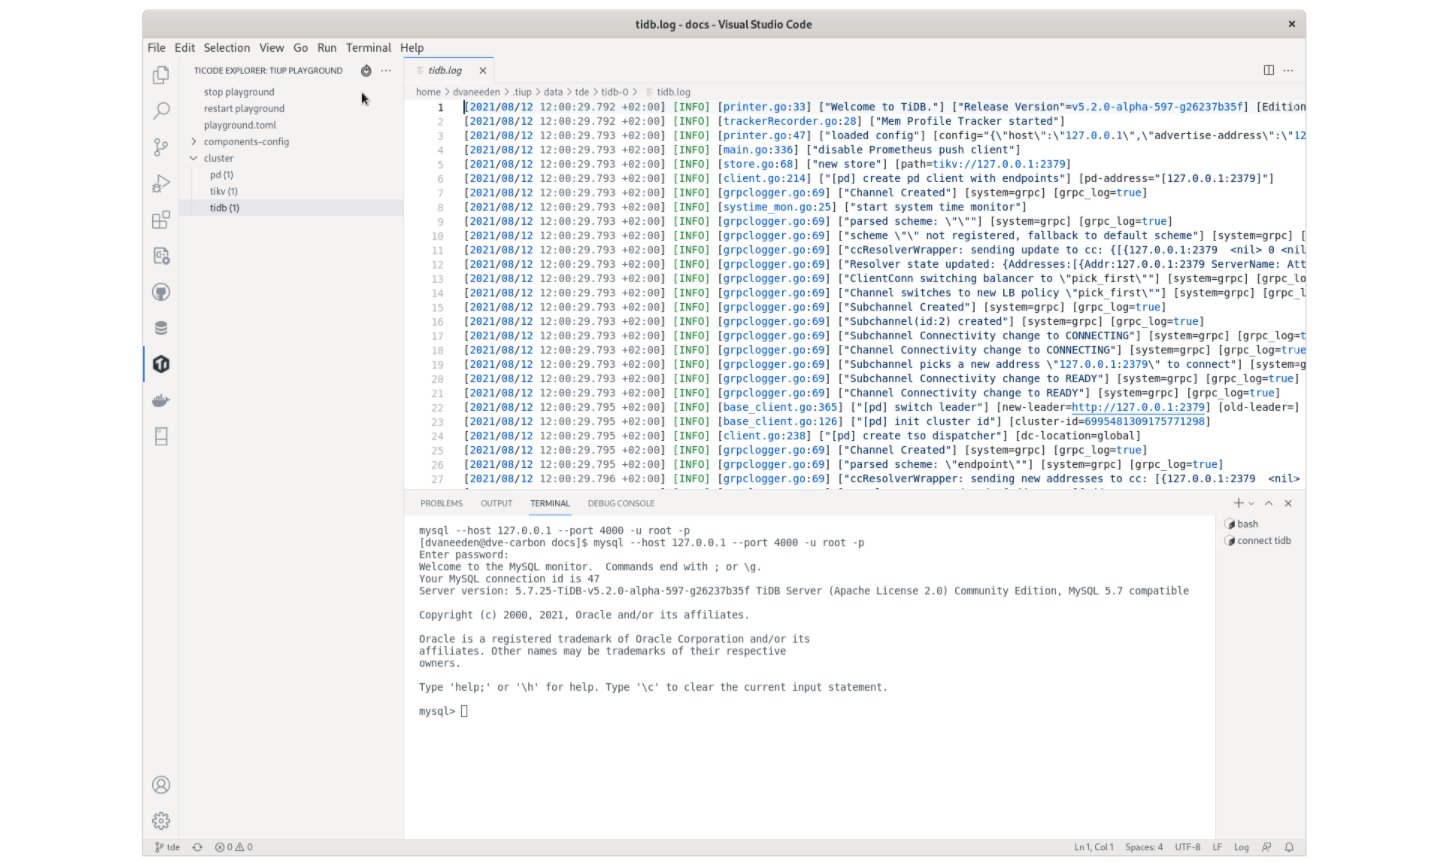 tidb.log - docs - Visual Studio Code
File Edit Selection View Go Run Terminal Help
TICODE EXPLORER: TIUP PLAYGROUND
stop playground
restart playground
playground.toml
components-config
cluster
pd (1)
tikv (1)
tidb (1)
tidb.log
home > dvaneeden > .tiup > data > tde > tidb-0 > tidb.log
1 [2021/08/12 12:00:29.792 +02:00] [INFO] [printer.go:33] ["Welcome to TiDB."] ["Release Version"=v5.2.0-alpha-597-g26237b35f] [Edition
2 [2021/08/12 12:00:29.792 +02:00] [INFO] [trackerRecorder.go:28] ["Mem Profile Tracker started"]
3 [2021/08/12 12:00:29.793 +02:00] [INFO] [printer.go:47] ["loaded config"] [config="{\"host\":\"127.0.0.1\",\"advertise-address\":\"12
4 [2021/08/12 12:00:29.793 +02:00] [INFO] [main.go:336] ["disable Prometheus push client"]
5 [2021/08/12 12:00:29.793 +02:00] [INFO] [store.go:68] ["new store"] [path=tikv://127.0.0.1:2379]
6 [2021/08/12 12:00:29.793 +02:00] [INFO] [client.go:214] ["[pd] create pd client with endpoints"] [pd-address="[127.0.0.1:2379]"]
7 [2021/08/12 12:00:29.793 +02:00] [INFO] [grpclogger.go:69] ["Channel Created"] [system=grpc] [grpc_log=true]
8 [2021/08/12 12:00:29.793 +02:00] [INFO] [systime_mon.go:25] ["start system time monitor"]
9 [2021/08/12 12:00:29.793 +02:00] [INFO] [grpclogger.go:69] ["parsed scheme: \"\""] [system=grpc] [grpc_log=true]
10 [2021/08/12 12:00:29.793 +02:00] [INFO] [grpclogger.go:69] ["scheme \"\" not registered, fallback to default scheme"] [system=grpc] [
11 [2021/08/12 12:00:29.793 +02:00] [INFO] [grpclogger.go:69] ["ccResolverWrapper: sending update to cc: {[{127.0.0.1:2379  <nil> 0 <nil
12 [2021/08/12 12:00:29.793 +02:00] [INFO] [grpclogger.go:69] ["Resolver state updated: {Addresses:[{Addr:127.0.0.1:2379 ServerName: Att
13 [2021/08/12 12:00:29.793 +02:00] [INFO] [grpclogger.go:69] ["ClientConn switching balancer to \"pick_first\""] [system=grpc] [grpc_lo
14 [2021/08/12 12:00:29.793 +02:00] [INFO] [grpclogger.go:69] ["Channel switches to new LB policy \"pick_first\""] [system=grpc] [grpc_l
15 [2021/08/12 12:00:29.793 +02:00] [INFO] [grpclogger.go:69] ["Subchannel Created"] [system=grpc] [grpc_log=true]
16 [2021/08/12 12:00:29.793 +02:00] [INFO] [grpclogger.go:69] ["Subchannel(id:2) created"] [system=grpc] [grpc_log=true]
17 [2021/08/12 12:00:29.793 +02:00] [INFO] [grpclogger.go:69] ["Subchannel Connectivity change to CONNECTING"] [system=grpc] [grpc_log=t
18 [2021/08/12 12:00:29.793 +02:00] [INFO] [grpclogger.go:69] ["Channel Connectivity change to CONNECTING"] [system=grpc] [grpc_log=true
19 [2021/08/12 12:00:29.793 +02:00] [INFO] [grpclogger.go:69] ["Subchannel picks a new address \"127.0.0.1:2379\" to connect"] [system=g
20 [2021/08/12 12:00:29.793 +02:00] [INFO] [grpclogger.go:69] ["Subchannel Connectivity change to READY"] [system=grpc] [grpc_log=true]
21 [2021/08/12 12:00:29.793 +02:00] [INFO] [grpclogger.go:69] ["Channel Connectivity change to READY"] [system=grpc] [grpc_log=true]
22 [2021/08/12 12:00:29.795 +02:00] [INFO] [base_client.go:365] ["[pd] switch leader"] [new-leader=http://127.0.0.1:2379] [old-leader=]
23 [2021/08/12 12:00:29.795 +02:00] [INFO] [base_client.go:126] ["[pd] init cluster id"] [cluster-id=6995481309175771298]
24 [2021/08/12 12:00:29.795 +02:00] [INFO] [client.go:238] ["[pd] create tso dispatcher"] [dc-location=global]
25 [2021/08/12 12:00:29.795 +02:00] [INFO] [grpclogger.go:69] ["Channel Created"] [system=grpc] [grpc_log=true]
26 [2021/08/12 12:00:29.795 +02:00] [INFO] [grpclogger.go:69] ["parsed scheme: \"endpoint\""] [system=grpc] [grpc_log=true]
27 [2021/08/12 12:00:29.796 +02:00] [INFO] [grpclogger.go:69] ["ccResolverWrapper: sending new addresses to cc: [{127.0.0.1:2379  <nil>
PROBLEMS OUTPUT TERMINAL DEBUG CONSOLE
mysql --host 127.0.0.1 --port 4000 -u root -p
[dvaneeden@dve-carbon docs]$ mysql --host 127.0.0.1 --port 4000 -u root -p
Enter password:
Welcome to the MySQL monitor.  Commands end with ; or \g.
Your MySQL connection id is 47
Server version: 5.7.25-TiDB-v5.2.0-alpha-597-g26237b35f TiDB Server (Apache License 2.0) Community Edition, MySQL 5.7 compatible
Copyright (c) 2000, 2021, Oracle and/or its affiliates.
Oracle is a registered trademark of Oracle Corporation and/or its
affiliates. Other names may be trademarks of their respective
owners.
Type 'help;' or '\h' for help. Type '\c' to clear the current input statement.
mysql>
bash
connect tidb
tde 0 0 Ln 1, Col 1 Spaces: 4 UTF-8 LF Log